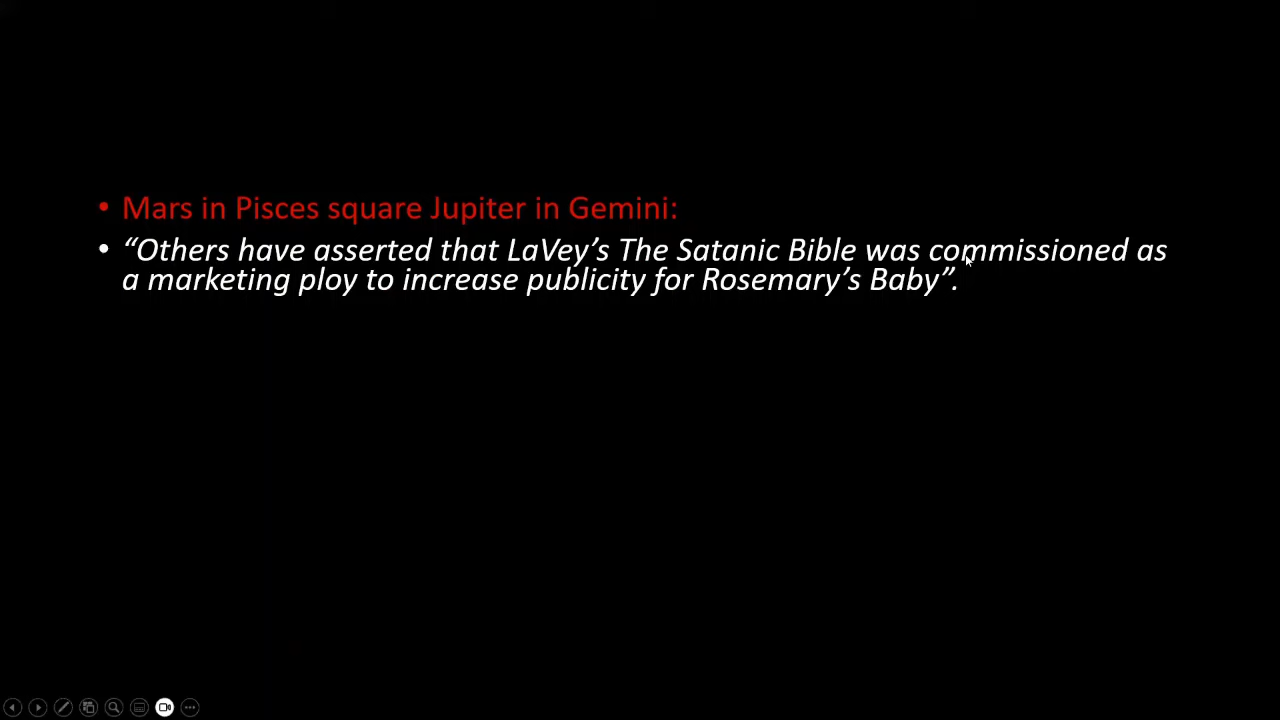 • Mars in Pisces square Jupiter in Gemini:
• “Others have asserted that LaVey’s The Satanic Bible was commissioned as
a marketing ploy to increase publicity for Rosemary’s Baby”.